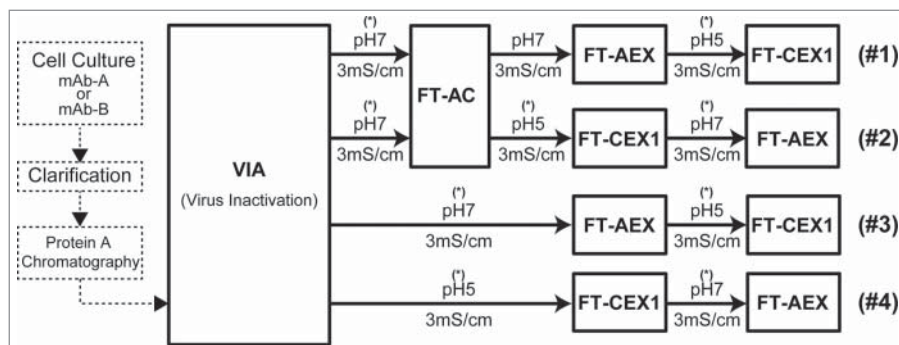 Cell Culture
mAb-A
or
mAb-B
Clarification
Protein A
Chromatography
VIA
(Virus Inactivation)
(*)
pH7
3mS/cm
(*)
pH7
3mS/cm
FT-AC
pH7
3mS/cm
FT-AEX
(*)
pH5
3mS/cm
FT-CEX1
(#1)
(*)
pH5
3mS/cm
FT-CEX1
(*)
pH7
3mS/cm
FT-AEX
(#2)
(*)
pH7
3mS/cm
FT-AEX
(*)
pH5
3mS/cm
FT-CEX1
(#3)
(*)
pH5
3mS/cm
FT-CEX1
(*)
pH7
3mS/cm
FT-AEX
(#4)